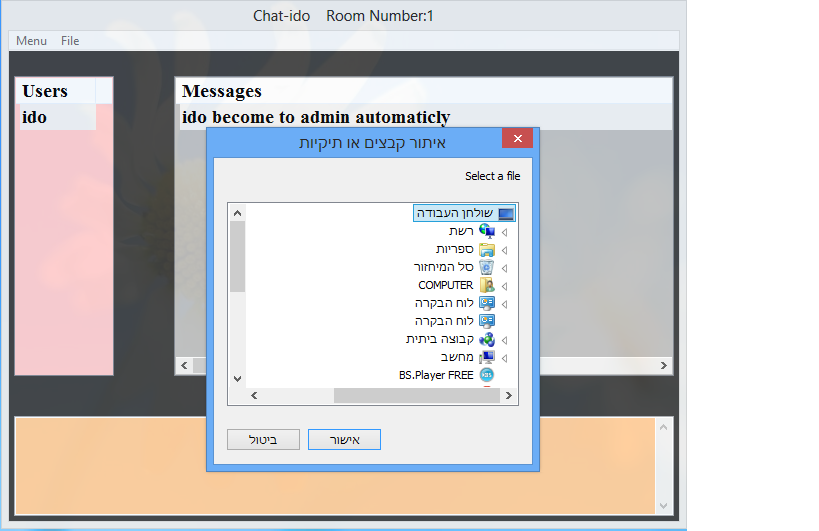 Chat-ido Room Number:1
Menu File
Users
ido
Messages
ido become to admin automaticly
איתור קבצים או תיקיות
Select a file
שולחן העבודה
רשת
ספריות
סל המיחזור
COMPUTER
לוח הבקרה
לוח הבקרה
קבוצה ביתית
מחשב
BS.Player FREE
אישור
ביטול